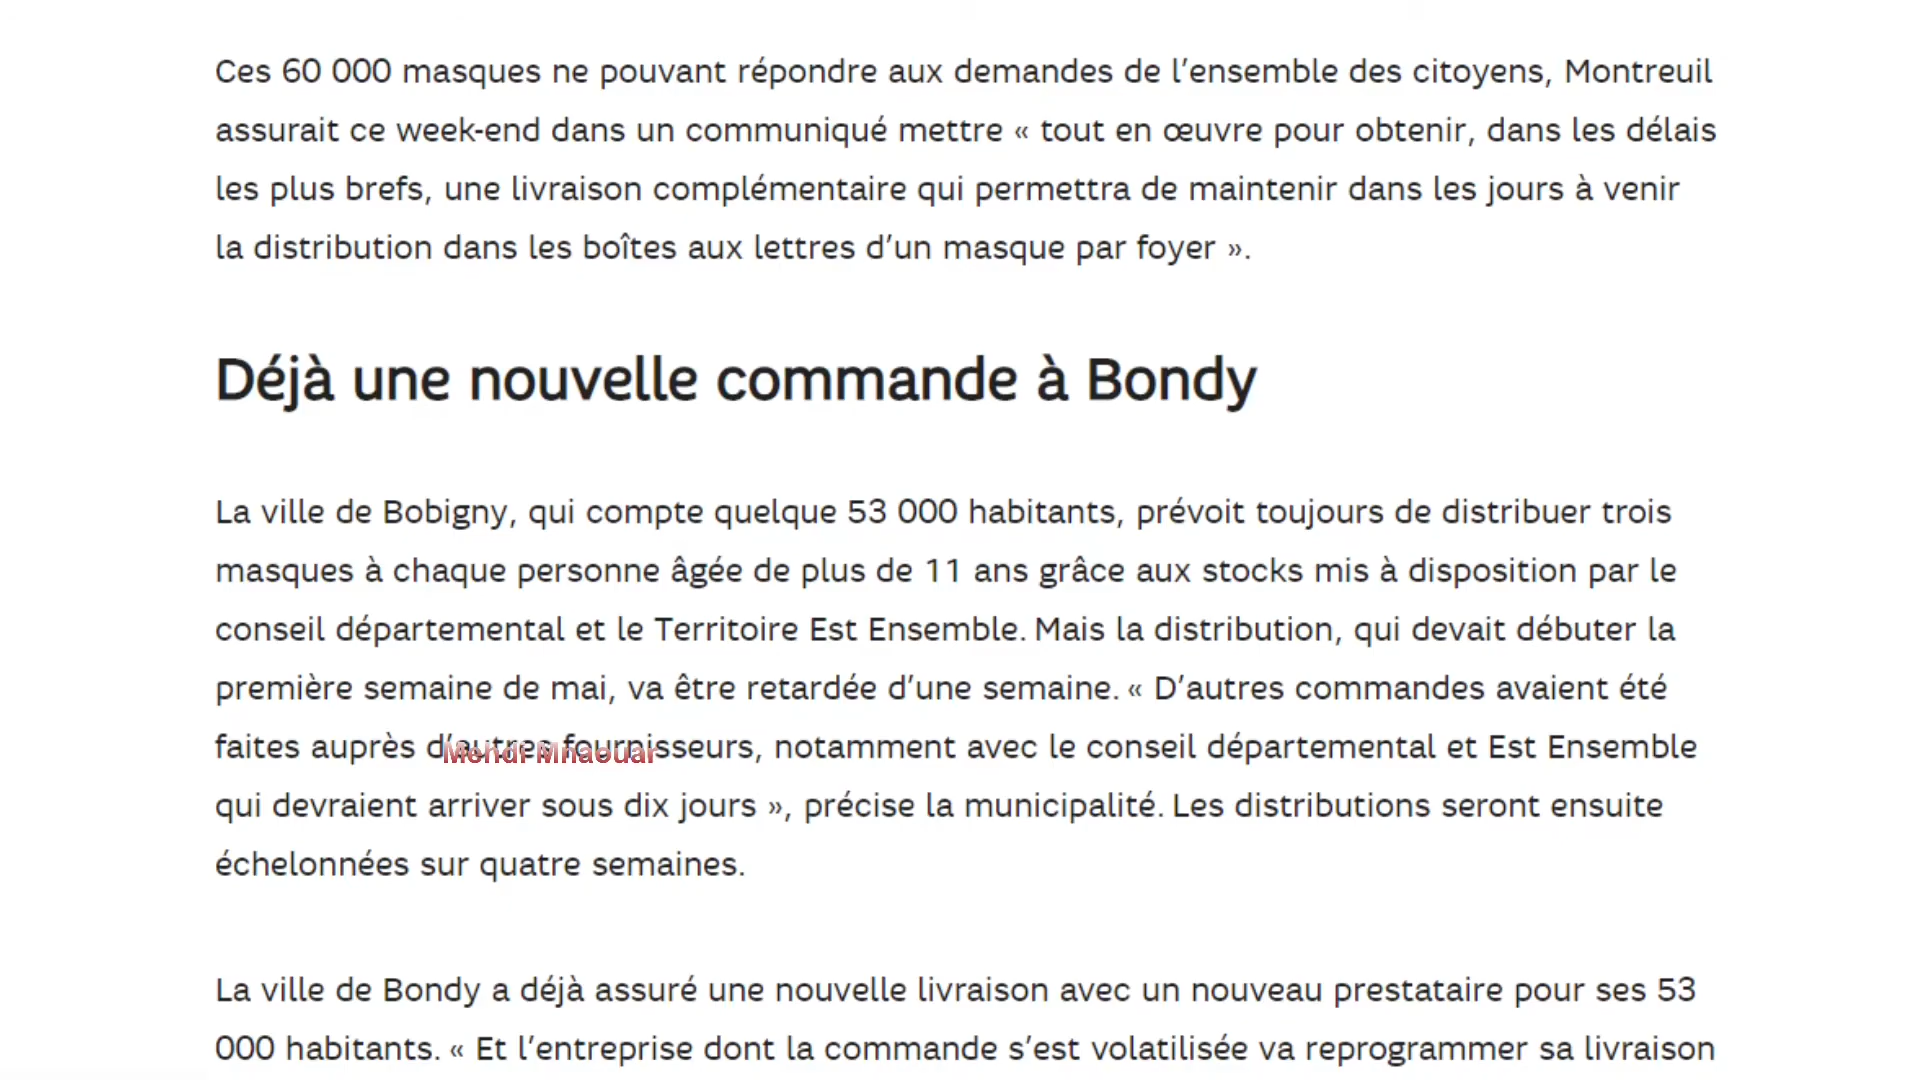 Ces 60 000 masques ne pouvant répondre aux demandes de l’ensemble des citoyens, Montreuil
assurait ce week-end dans un communiqué mettre « tout en œuvre pour obtenir, dans les délais
les plus brefs, une livraison complémentaire qui permettra de maintenir dans les jours à venir
la distribution dans les boîtes aux lettres d’un masque par foyer ».
Déjà une nouvelle commande à Bondy
La ville de Bobigny, qui compte quelque 53 000 habitants, prévoit toujours de distribuer trois
masques à chaque personne âgée de plus de 11 ans grâce aux stocks mis à disposition par le
conseil départemental et le Territoire Est Ensemble. Mais la distribution, qui devait débuter la
première semaine de mai, va être retardée d’une semaine. « D’autres commandes avaient été
faites auprès d’autres fournisseurs, notamment avec le conseil départemental et Est Ensemble
Mehdi Mnaouar
qui devraient arriver sous dix jours », précise la municipalité. Les distributions seront ensuite
échelonnées sur quatre semaines.
La ville de Bondy a déjà assuré une nouvelle livraison avec un nouveau prestataire pour ses 53
000 habitants. « Et l’entreprise dont la commande s’est volatilisée va reprogrammer sa livraison